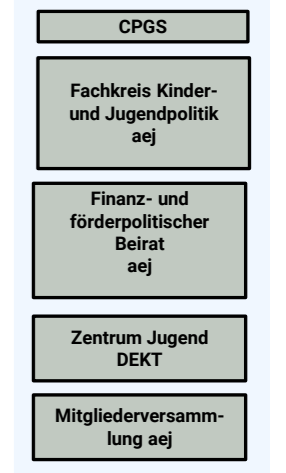 CPGS
Fachkreis Kinder-
und Jugendpolitik
aej
Finanz- und
förderpolitischer
Beirat
aej
Zentrum Jugend
DEKT
Mitgliederversamm-
lung aej